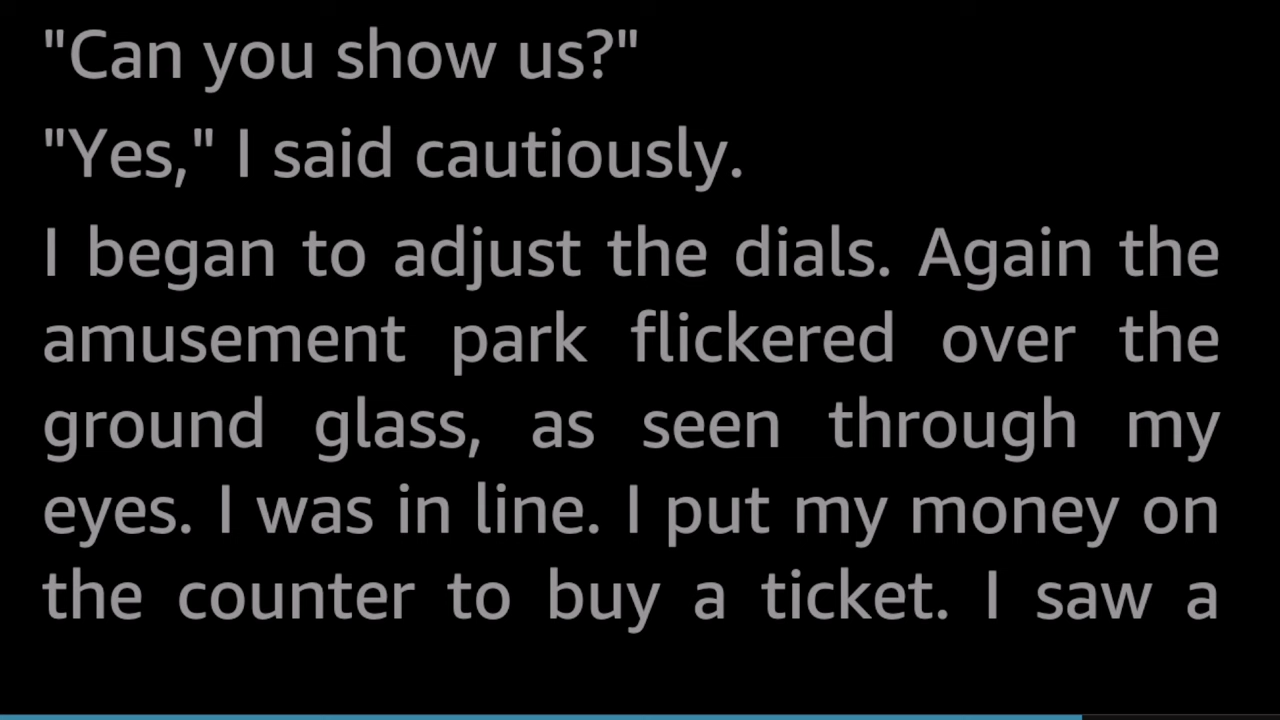 "Can you show us?"
"Yes," I said cautiously.
I began to adjust the dials. Again the
amusement park flickered over the
ground glass, as seen through my
eyes. I was in line. I put my money on
the counter to buy a ticket. I saw a